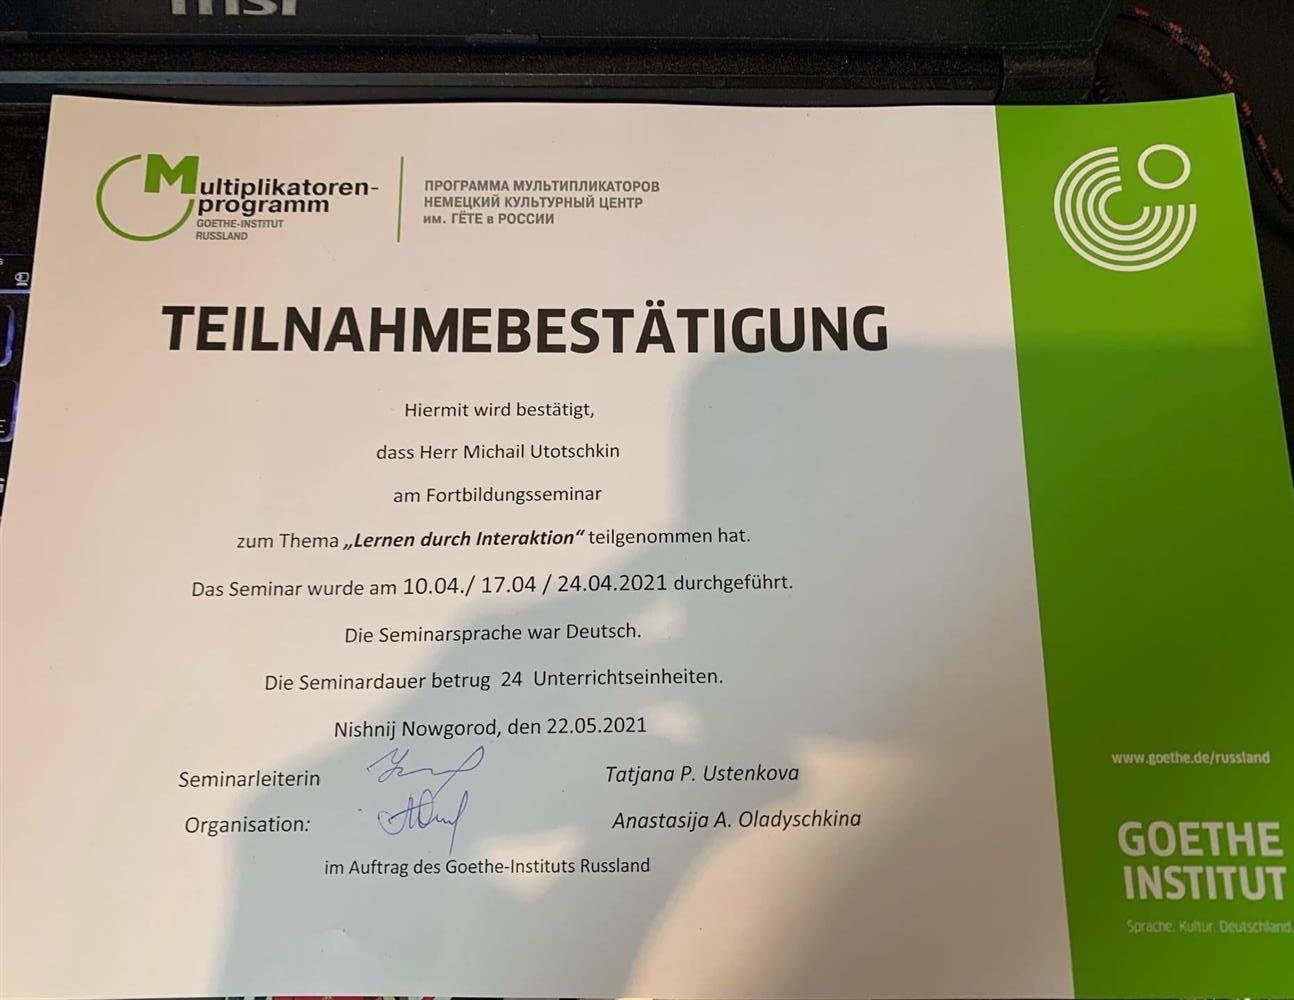 msi
Multiplikatoren-
programm
GOETHE-INSTITUT
RUSSLAND
ПРОГРАММА МУЛЬТИПЛИКАТОРОВ
НЕМЕЦКИЙ КУЛЬТУРНЫЙ ЦЕНТР
им. ГЁТЕ в РОССИИ
TEILNAHMEBESTÄTIGUNG
Hiermit wird bestätigt,
dass Herr Michail Utotschkin
am Fortbildungsseminar
zum Thema „Lernen durch Interaktion“ teilgenommen hat.
Das Seminar wurde am 10.04./ 17.04 / 24.04.2021 durchgeführt.
Die Seminarsprache war Deutsch.
Die Seminardauer betrug 24 Unterrichtseinheiten.
Nishnij Nowgorod, den 22.05.2021
Seminarleiterin Tatjana P. Ustenkova
Organisation: Anastasija A. Oladyschkina
im Auftrag des Goethe-Instituts Russland
www.goethe.de/russland
GOETHE
INSTITUT
Sprache. Kultur. Deutschland.